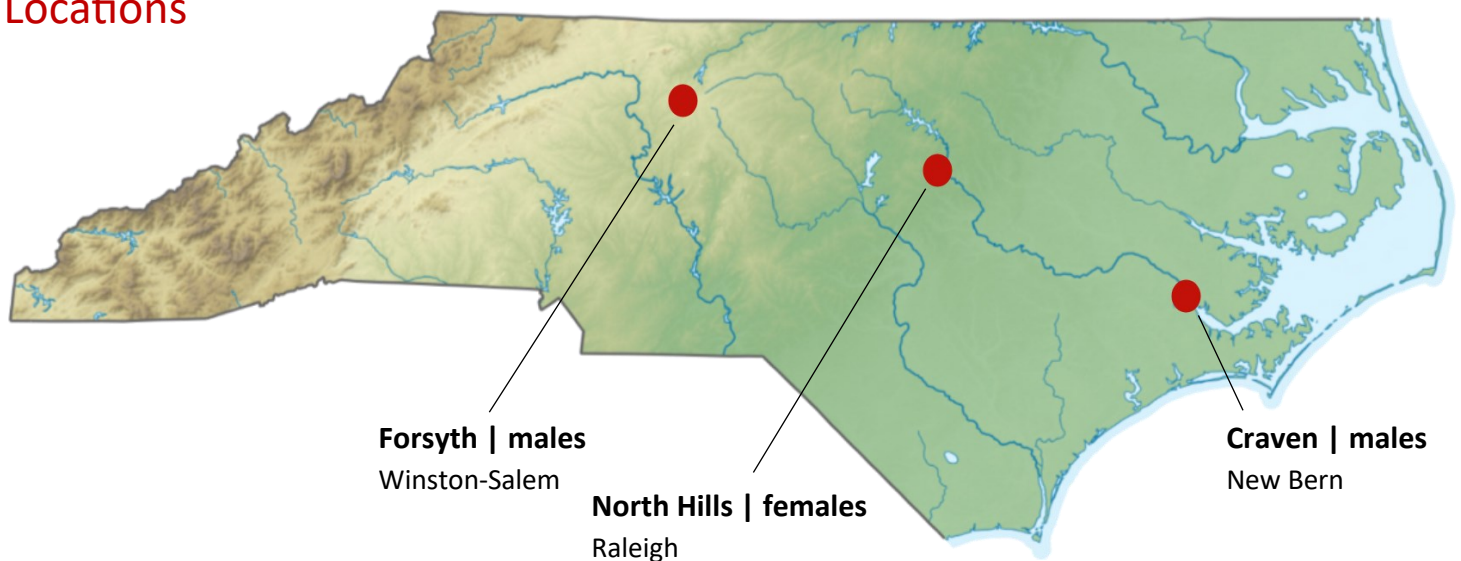 Locations
Forsyth | males
Winston-Salem
North Hills | females
Raleigh
Craven | males
New Bern